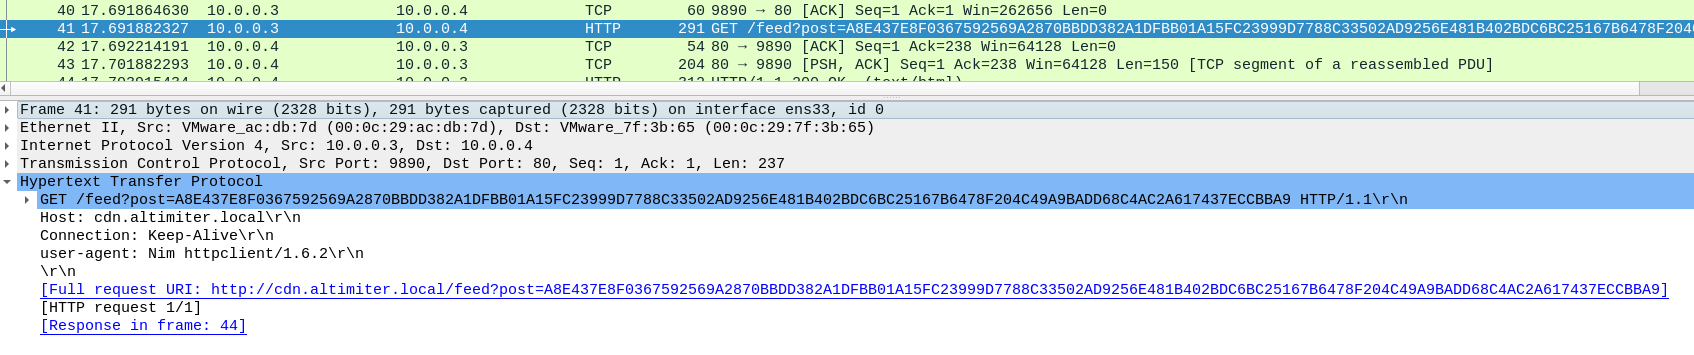 40 17.691864630 10.0.0.3 10.0.0.4 TCP 60 9890 → 80 [ACK] Seq=1 Ack=1 Win=262656 Len=0
41 17.691882327 10.0.0.3 10.0.0.4 HTTP 291 GET /feed?post=A8E437E8F0367592569A2870BBDD382A1DFBB01A15FC23999D7788C33502AD9256E481B402BDC6BC25167B6478F204
42 17.692214191 10.0.0.4 10.0.0.3 TCP 54 80 → 9890 [ACK] Seq=1 Ack=238 Win=64128 Len=0
43 17.701882293 10.0.0.4 10.0.0.3 TCP 204 80 → 9890 [PSH, ACK] Seq=1 Ack=238 Win=64128 Len=150 [TCP segment of a reassembled PDU]
Frame 41: 291 bytes on wire (2328 bits), 291 bytes captured (2328 bits) on interface ens33, id 0
Ethernet II, Src: VMware_ac:db:7d (00:0c:29:ac:db:7d), Dst: VMware_7f:3b:65 (00:0c:29:7f:3b:65)
Internet Protocol Version 4, Src: 10.0.0.3, Dst: 10.0.0.4
Transmission Control Protocol, Src Port: 9890, Dst Port: 80, Seq: 1, Ack: 1, Len: 237
Hypertext Transfer Protocol
GET /feed?post=A8E437E8F0367592569A2870BBDD382A1DFBB01A15FC23999D7788C33502AD9256E481B402BDC6BC25167B6478F204C49A9BADD68C4AC2A617437ECCBBA9 HTTP/1.1\r\n
Host: cdn.altimiter.local\r\n
Connection: Keep-Alive\r\n
user-agent: Nim httpclient/1.6.2\r\n
\r\n
[Full request URI: http://cdn.altimiter.local/feed?post=A8E437E8F0367592569A2870BBDD382A1DFBB01A15FC23999D7788C33502AD9256E481B402BDC6BC25167B6478F204C49A9BADD68C4AC2A617437ECCBBA9]
[HTTP request 1/1]
[Response in frame: 44]